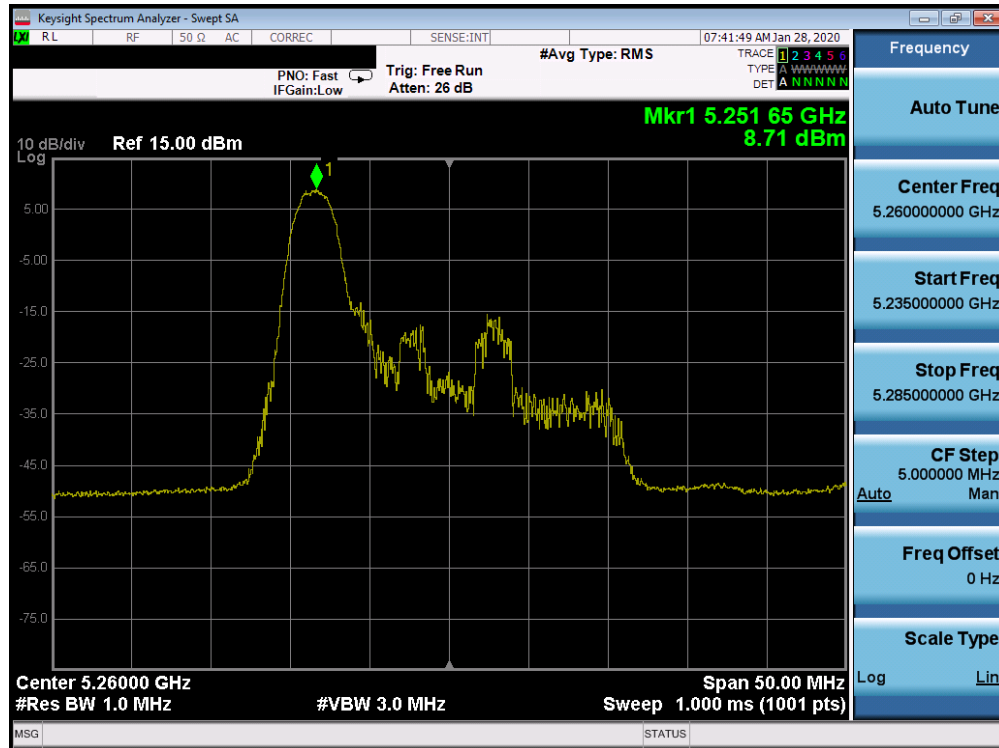 Keysight Spectrum Analyzer - Swept SA
LXI RL RF 50 Ω AC CORREC SENSE:INT 07:41:49 AM Jan 28, 2020
#Avg Type: RMS TRACE 1 2 3 4 5 6
PNO: Fast Trig: Free Run TYPE A WWWWW
IFGain:Low Atten: 26 dB DET A N N N N N
Mkr1 5.251 65 GHz
10 dB/div Ref 15.00 dBm 8.71 dBm
Log
1
5.00
-5.00
-15.0
-25.0
-35.0
-45.0
-55.0
-65.0
-75.0
Center 5.26000 GHz Span 50.00 MHz
#Res BW 1.0 MHz #VBW 3.0 MHz Sweep 1.000 ms (1001 pts)
MSG STATUS
Frequency
Auto Tune
Center Freq
5.260000000 GHz
Start Freq
5.235000000 GHz
Stop Freq
5.285000000 GHz
CF Step
5.000000 MHz
Auto Man
Freq Offset
0 Hz
Scale Type
Log Lin